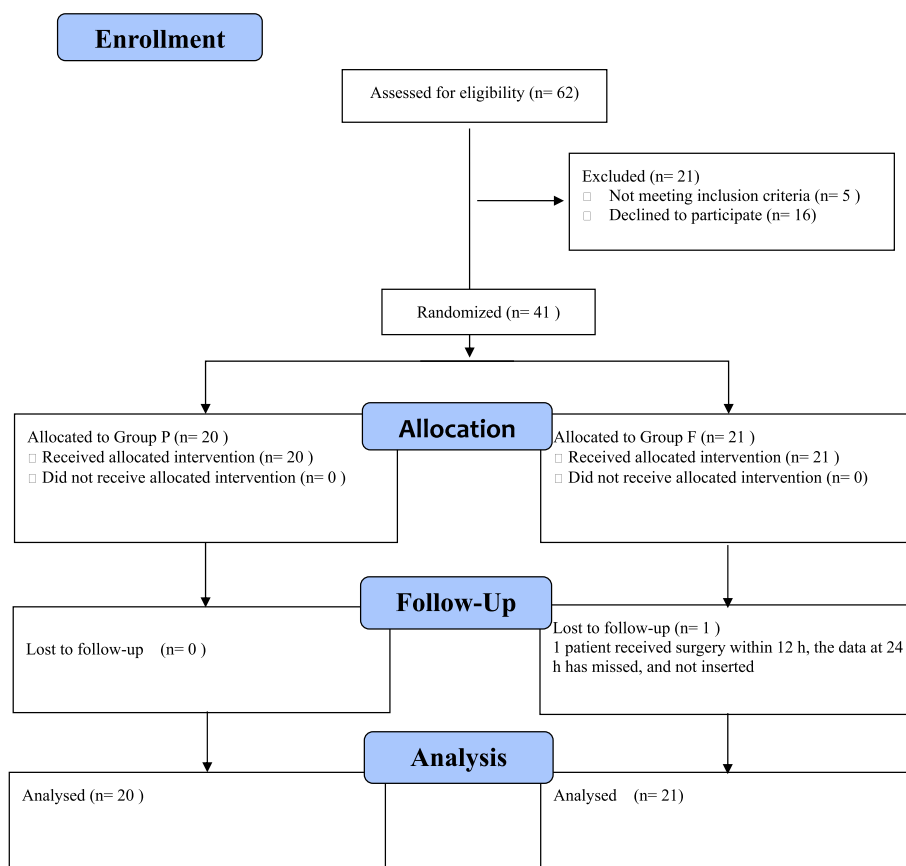 Enrollment
Assessed for eligibility (n= 62)
Excluded (n= 21)
□ Not meeting inclusion criteria (n= 5 )
□ Declined to participate (n= 16)
Randomized (n= 41 )
Allocation
Allocated to Group P (n= 20 )
□ Received allocated intervention (n= 20 )
□ Did not receive allocated intervention (n= 0 )
Allocated to Group F (n= 21 )
□ Received allocated intervention (n= 21 )
□ Did not receive allocated intervention (n= 0)
Follow-Up
Lost to follow-up (n= 0 )
Lost to follow-up (n= 1 )
1 patient received surgery within 12 h, the data at 24
h has missed, and not inserted
Analysis
Analysed (n= 20 )
Analysed (n= 21)